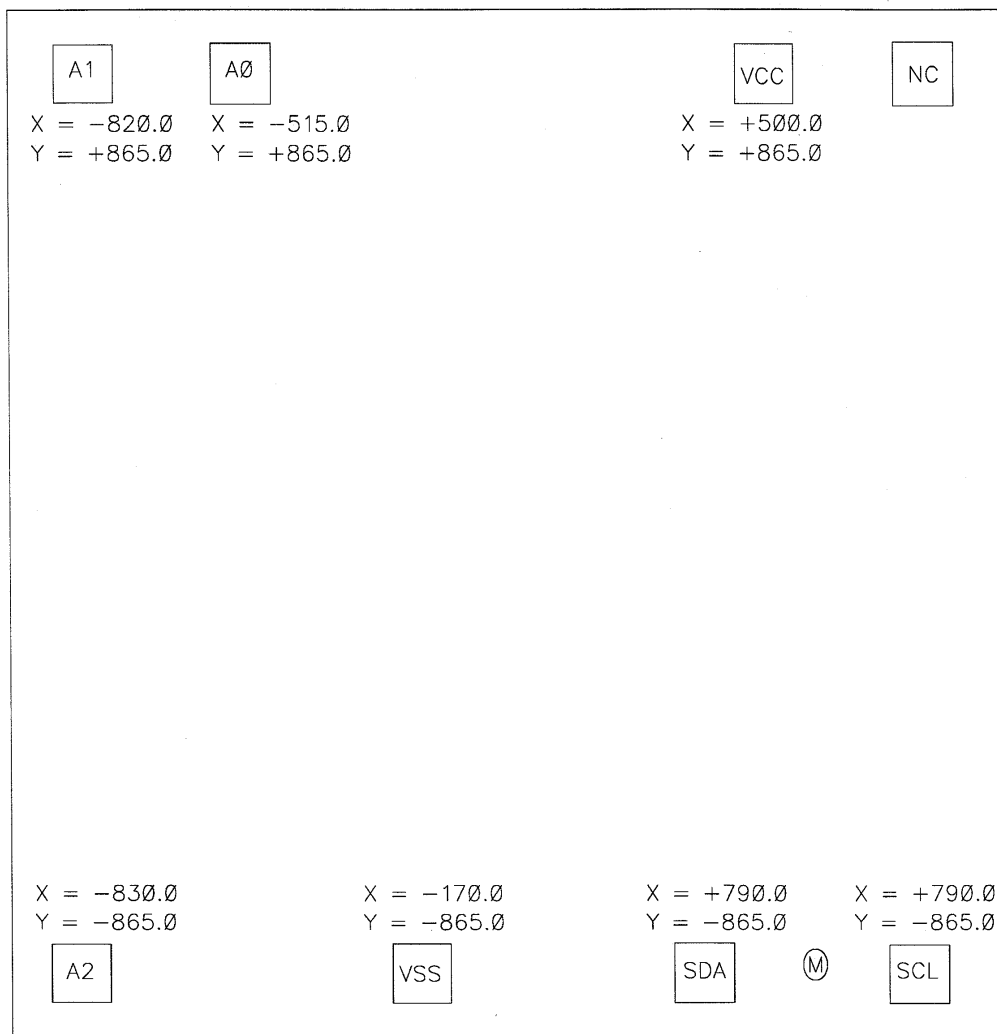 A1 AØ VCC NC
X = −82Ø.Ø X = −515.Ø X = +5ØØ.Ø
Y = +865.Ø Y = +865.Ø Y = +865.Ø
X = −83Ø.Ø X = −17Ø.Ø X = +79Ø.Ø X = +79Ø.Ø
Y = −865.Ø Y = −865.Ø Y = −865.Ø Y = −865.Ø
A2 VSS SDA M SCL